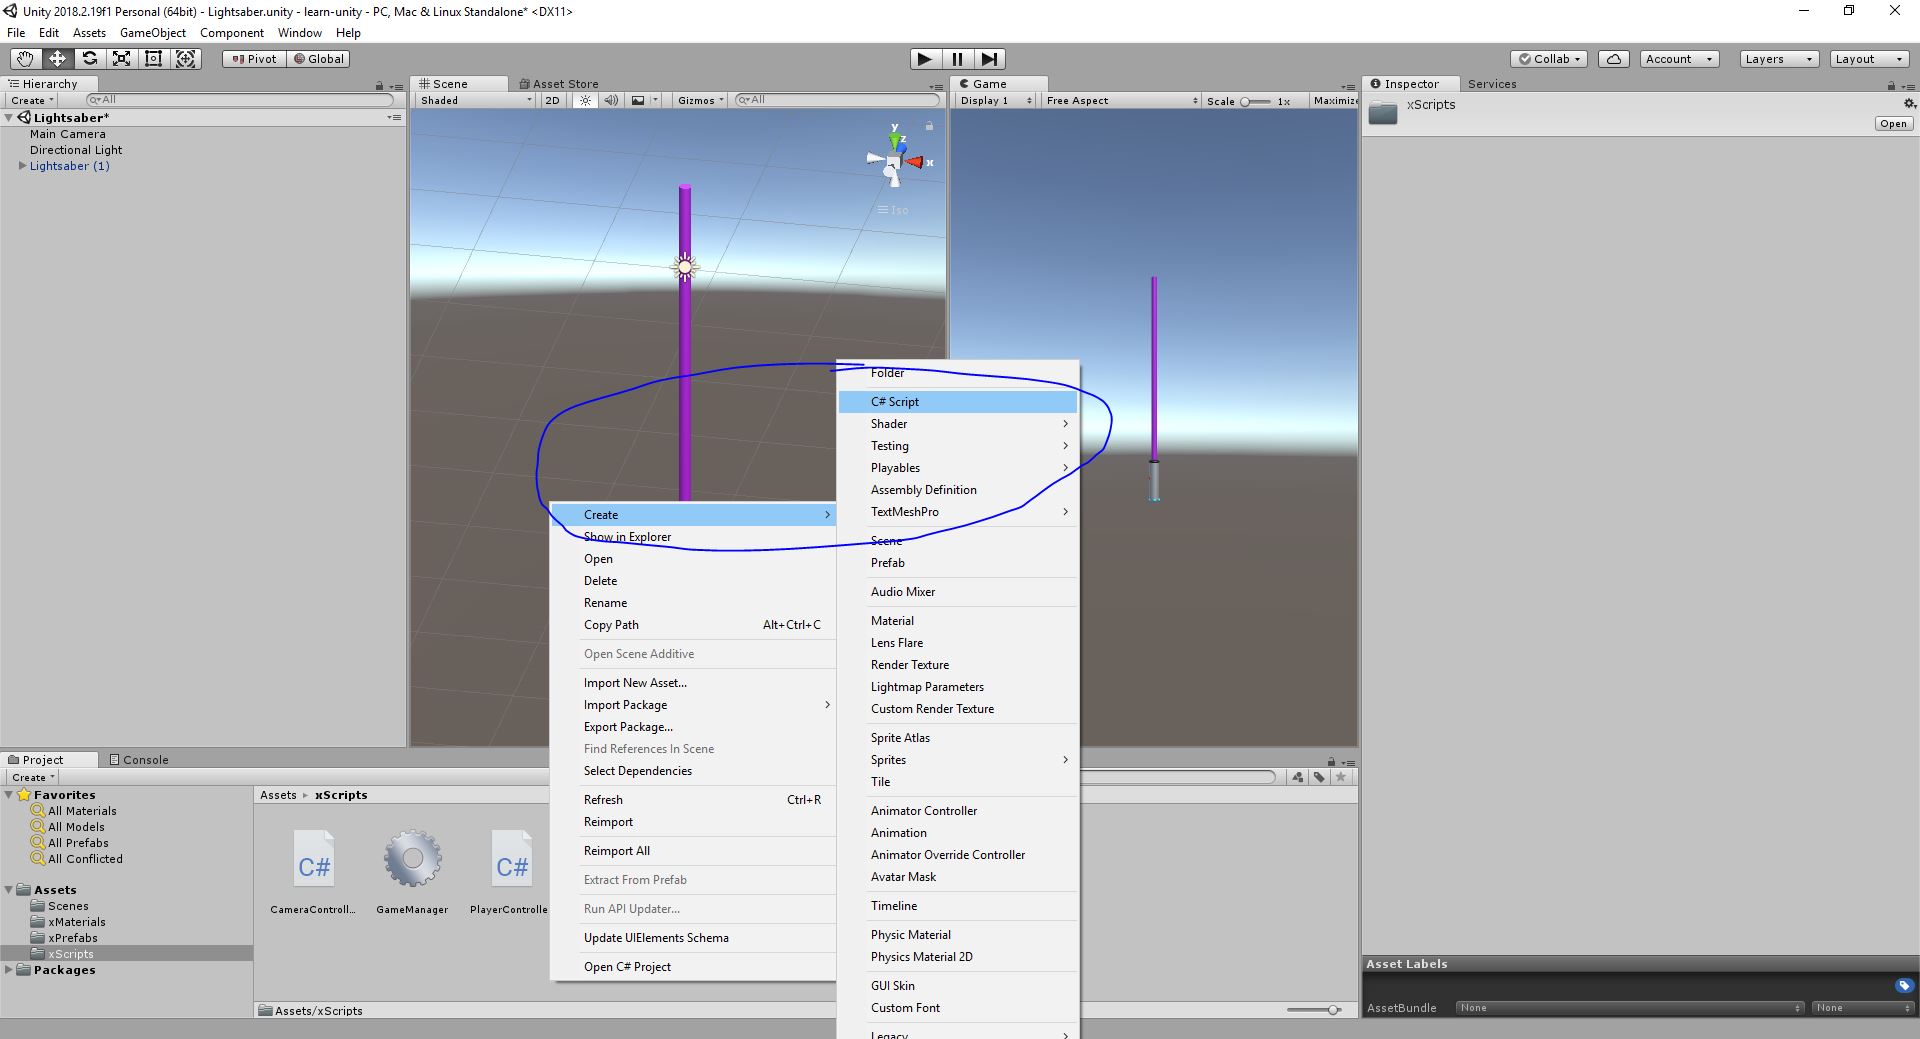 Unity 2018.2.19f1 Personal (64bit) - Lightsaber.unity - learn-unity - PC, Mac & Linux Standalone* <DX11>
File Edit Assets GameObject Component Window Help
Pivot Global Collab Account Layers Layout
Hierarchy
Create All
Lightsaber*
Main Camera
Directional Light
Lightsaber (1)
Scene Asset Store
Shaded 2D Gizmos All
y
z
x
Iso
Game
Display 1 Free Aspect Scale 1x Maximize
Inspector Services
xScripts
Open
Create
Show in Explorer
Open
Delete
Rename
Copy Path Alt+Ctrl+C
Open Scene Additive
Import New Asset...
Import Package
Export Package...
Find References In Scene
Select Dependencies
Refresh Ctrl+R
Reimport
Reimport All
Extract From Prefab
Run API Updater...
Update UIElements Schema
Open C# Project
Folder
C# Script
Shader
Testing
Playables
Assembly Definition
TextMeshPro
Scene
Prefab
Audio Mixer
Material
Lens Flare
Render Texture
Lightmap Parameters
Custom Render Texture
Sprite Atlas
Sprites
Tile
Animator Controller
Animation
Animator Override Controller
Avatar Mask
Timeline
Physic Material
Physics Material 2D
GUI Skin
Custom Font
Legacy
Project Console
Create
Favorites
All Materials
All Models
All Prefabs
All Conflicted
Assets
Scenes
xMaterials
xPrefabs
xScripts
Packages
Assets ▸ xScripts
C# C#
CameraControll... GameManager PlayerControlle
Assets/xScripts
Asset Labels
AssetBundle None None